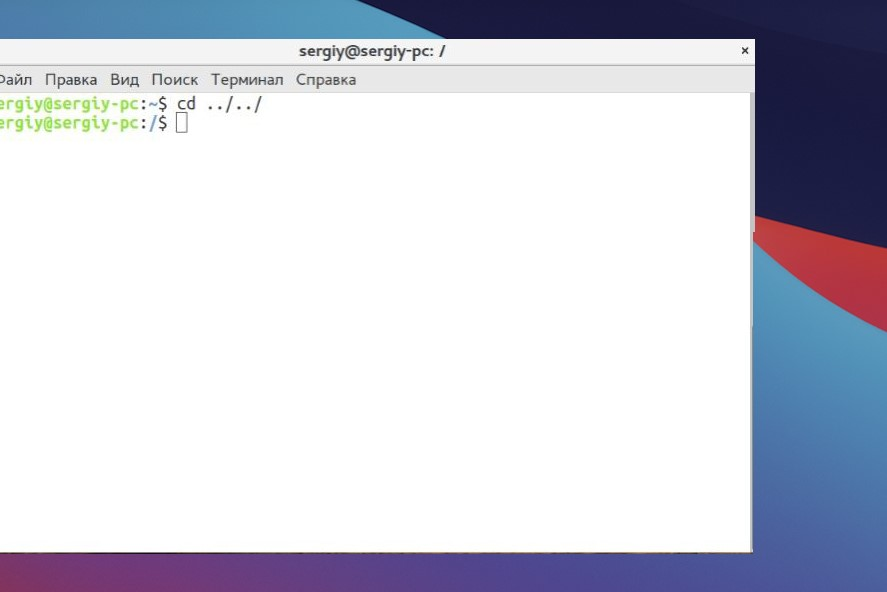 sergiy@sergiy-pc: /
×
Файл Правка Вид Поиск Терминал Справка
ergiy@sergiy-pc:~$ cd ../../
ergiy@sergiy-pc:/$